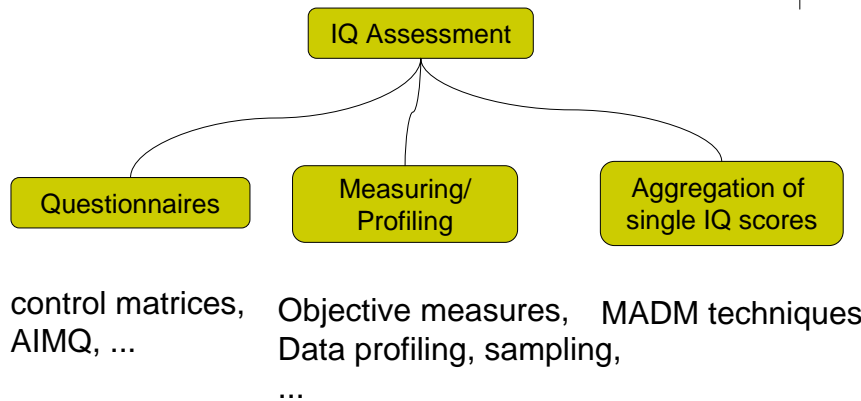 IQ Assessment
Questionnaires
Measuring/
Profiling
Aggregation of
single IQ scores
control matrices,
AIMQ, ...
Objective measures,
Data profiling, sampling,
...
MADM techniques